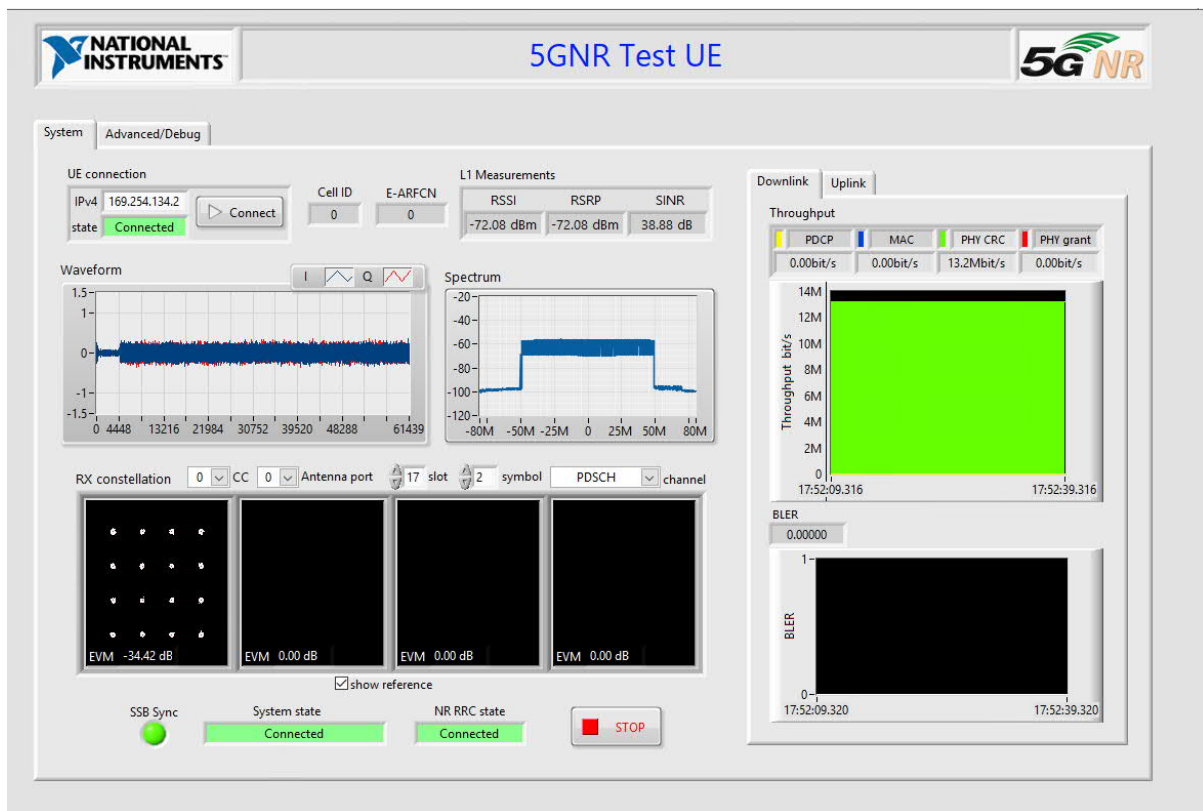 NATIONAL
INSTRUMENTS™
5GNR Test UE
5G NR
System
Advanced/Debug
UE connection
IPv4 169.254.134.2
state Connected
Connect
Cell ID
0
E-ARFCN
0
L1 Measurements
RSSI RSRP SINR
-72.08 dBm -72.08 dBm 38.88 dB
Waveform
I Q
1.5
1
0
-1
-1.5
0 4448 13216 21984 30752 39520 48288 61439
Spectrum
-20
-40
-60
-80
-100
-120
-80M -50M -25M 0 25M 50M 80M
RX constellation 0 CC 0 Antenna port 17 slot 2 symbol PDSCH channel
EVM -34.42 dB EVM 0.00 dB EVM 0.00 dB EVM 0.00 dB
show reference
SSB Sync
System state
Connected
NR RRC state
Connected
STOP
Downlink Uplink
Throughput
PDCP MAC PHY CRC PHY grant
0.00bit/s 0.00bit/s 13.2Mbit/s 0.00bit/s
Throughput bit/s
14M
12M
10M
8M
6M
4M
2M
0
17:52:09.316 17:52:39.316
BLER
0.00000
BLER
1
0
17:52:09.320 17:52:39.320